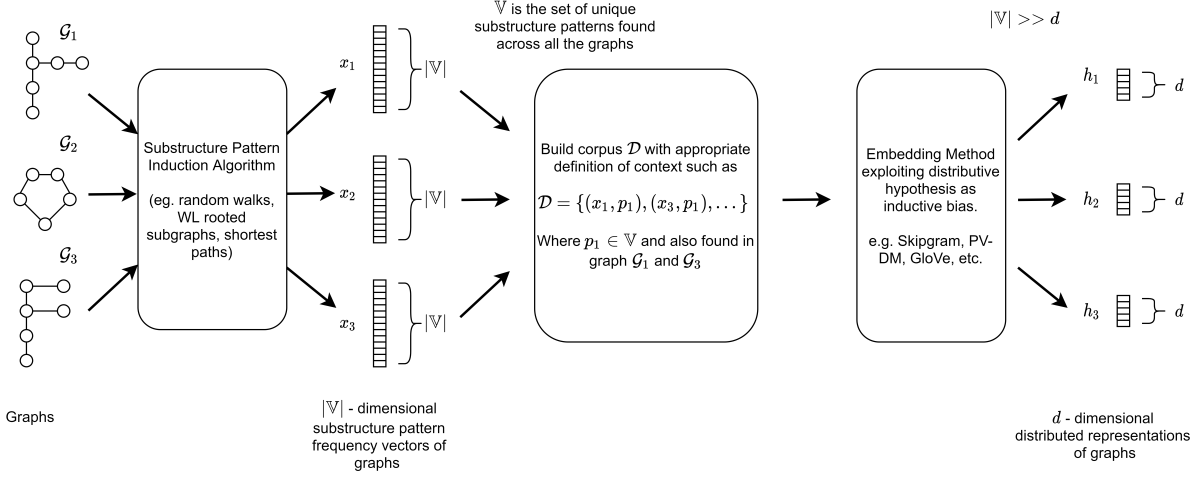 𝒢₁
𝒢₂
𝒢₃
Graphs
Substructure Pattern
Induction Algorithm
(eg. random walks,
WL rooted
subgraphs, shortest
paths)
x₁
|𝕍|
x₂
|𝕍|
x₃
|𝕍|
|𝕍| - dimensional
substructure pattern
frequency vectors of
graphs
𝕍 is the set of unique
substructure patterns found
across all the graphs
Build corpus 𝒟 with appropriate
definition of context such as
𝒟 = {(x₁, p₁), (x₃, p₁), . . . }
Where p₁ ∈ 𝕍 and also found in
graph 𝒢₁ and 𝒢₃
Embedding Method
exploiting distributive
hypothesis as
inductive bias.
e.g. Skipgram, PV-
DM, GloVe, etc.
|𝕍| >> d
h₁
d
h₂
d
h₃
d
d - dimensional
distributed representations
of graphs